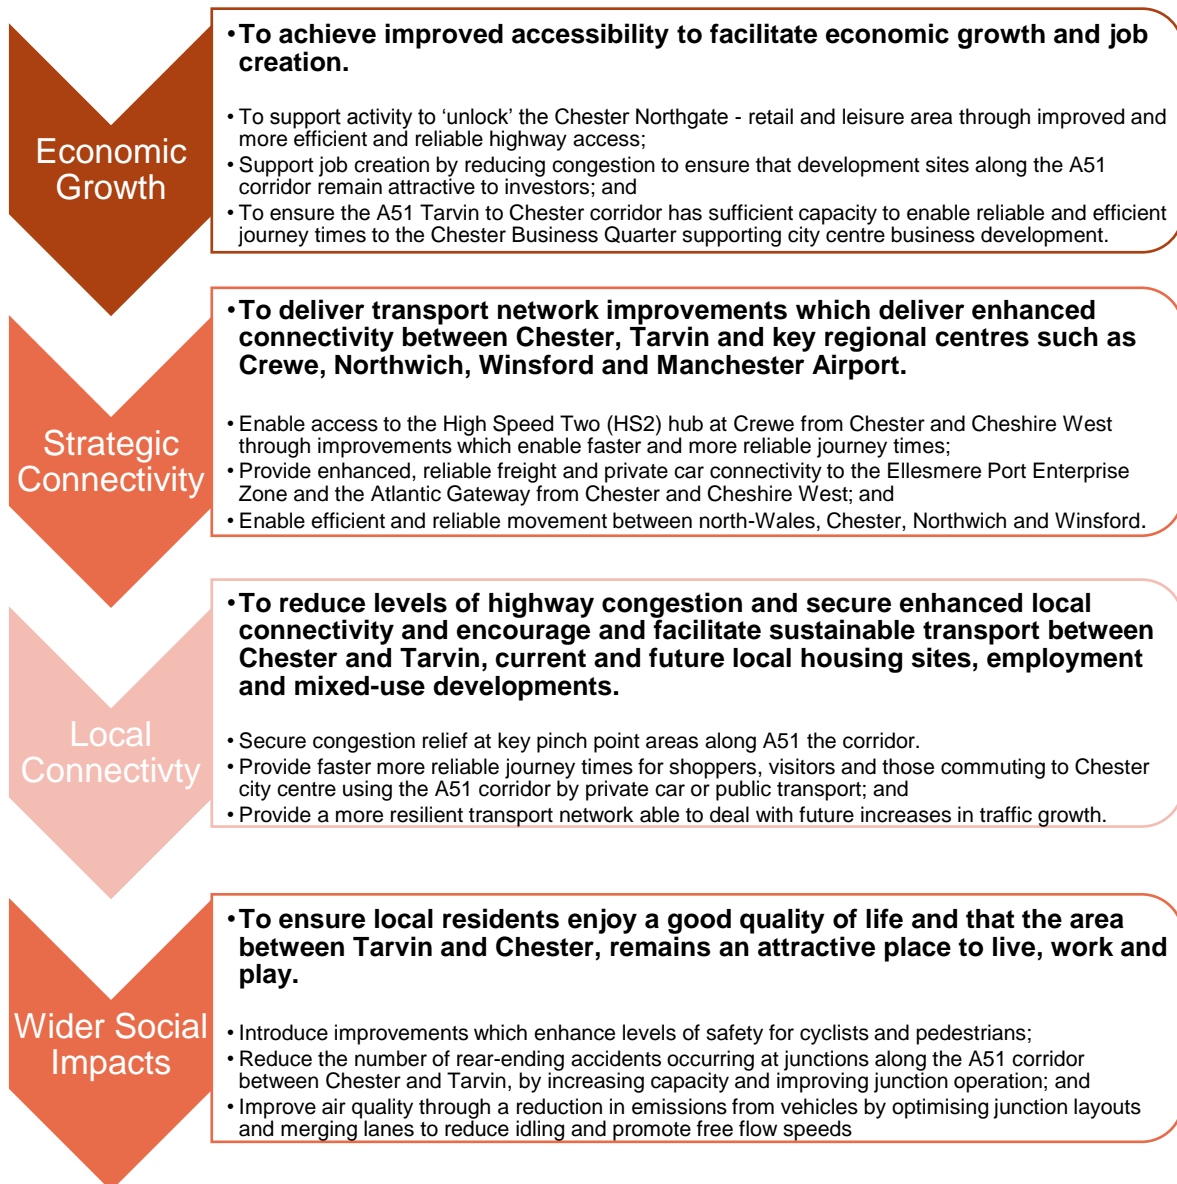 Economic
Growth
•To achieve improved accessibility to facilitate economic growth and job
creation.
• To support activity to ‘unlock’ the Chester Northgate - retail and leisure area through improved and
more efficient and reliable highway access;
• Support job creation by reducing congestion to ensure that development sites along the A51
corridor remain attractive to investors; and
• To ensure the A51 Tarvin to Chester corridor has sufficient capacity to enable reliable and efficient
journey times to the Chester Business Quarter supporting city centre business development.
Strategic
Connectivity
•To deliver transport network improvements which deliver enhanced
connectivity between Chester, Tarvin and key regional centres such as
Crewe, Northwich, Winsford and Manchester Airport.
• Enable access to the High Speed Two (HS2) hub at Crewe from Chester and Cheshire West
through improvements which enable faster and more reliable journey times;
• Provide enhanced, reliable freight and private car connectivity to the Ellesmere Port Enterprise
Zone and the Atlantic Gateway from Chester and Cheshire West; and
• Enable efficient and reliable movement between north-Wales, Chester, Northwich and Winsford.
Local
Connectivty
•To reduce levels of highway congestion and secure enhanced local
connectivity and encourage and facilitate sustainable transport between
Chester and Tarvin, current and future local housing sites, employment
and mixed-use developments.
• Secure congestion relief at key pinch point areas along A51 the corridor.
• Provide faster more reliable journey times for shoppers, visitors and those commuting to Chester
city centre using the A51 corridor by private car or public transport; and
• Provide a more resilient transport network able to deal with future increases in traffic growth.
Wider Social
Impacts
•To ensure local residents enjoy a good quality of life and that the area
between Tarvin and Chester, remains an attractive place to live, work and
play.
• Introduce improvements which enhance levels of safety for cyclists and pedestrians;
• Reduce the number of rear-ending accidents occurring at junctions along the A51 corridor
between Chester and Tarvin, by increasing capacity and improving junction operation; and
• Improve air quality through a reduction in emissions from vehicles by optimising junction layouts
and merging lanes to reduce idling and promote free flow speeds